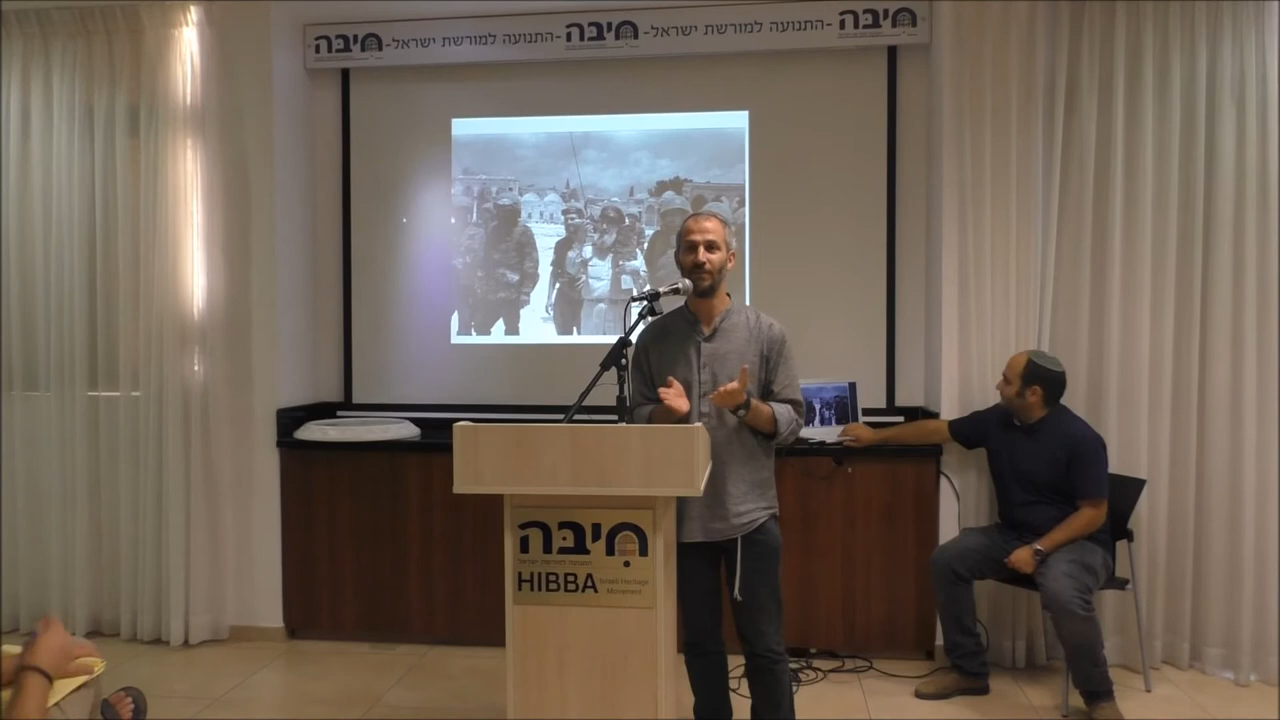 חיבה -התנועה למורשת ישראל- חיבה -התנועה למורשת ישראל- חיבה
חיבה
התנועה למורשת ישראל
HIBBA Israeli Heritage
Movement